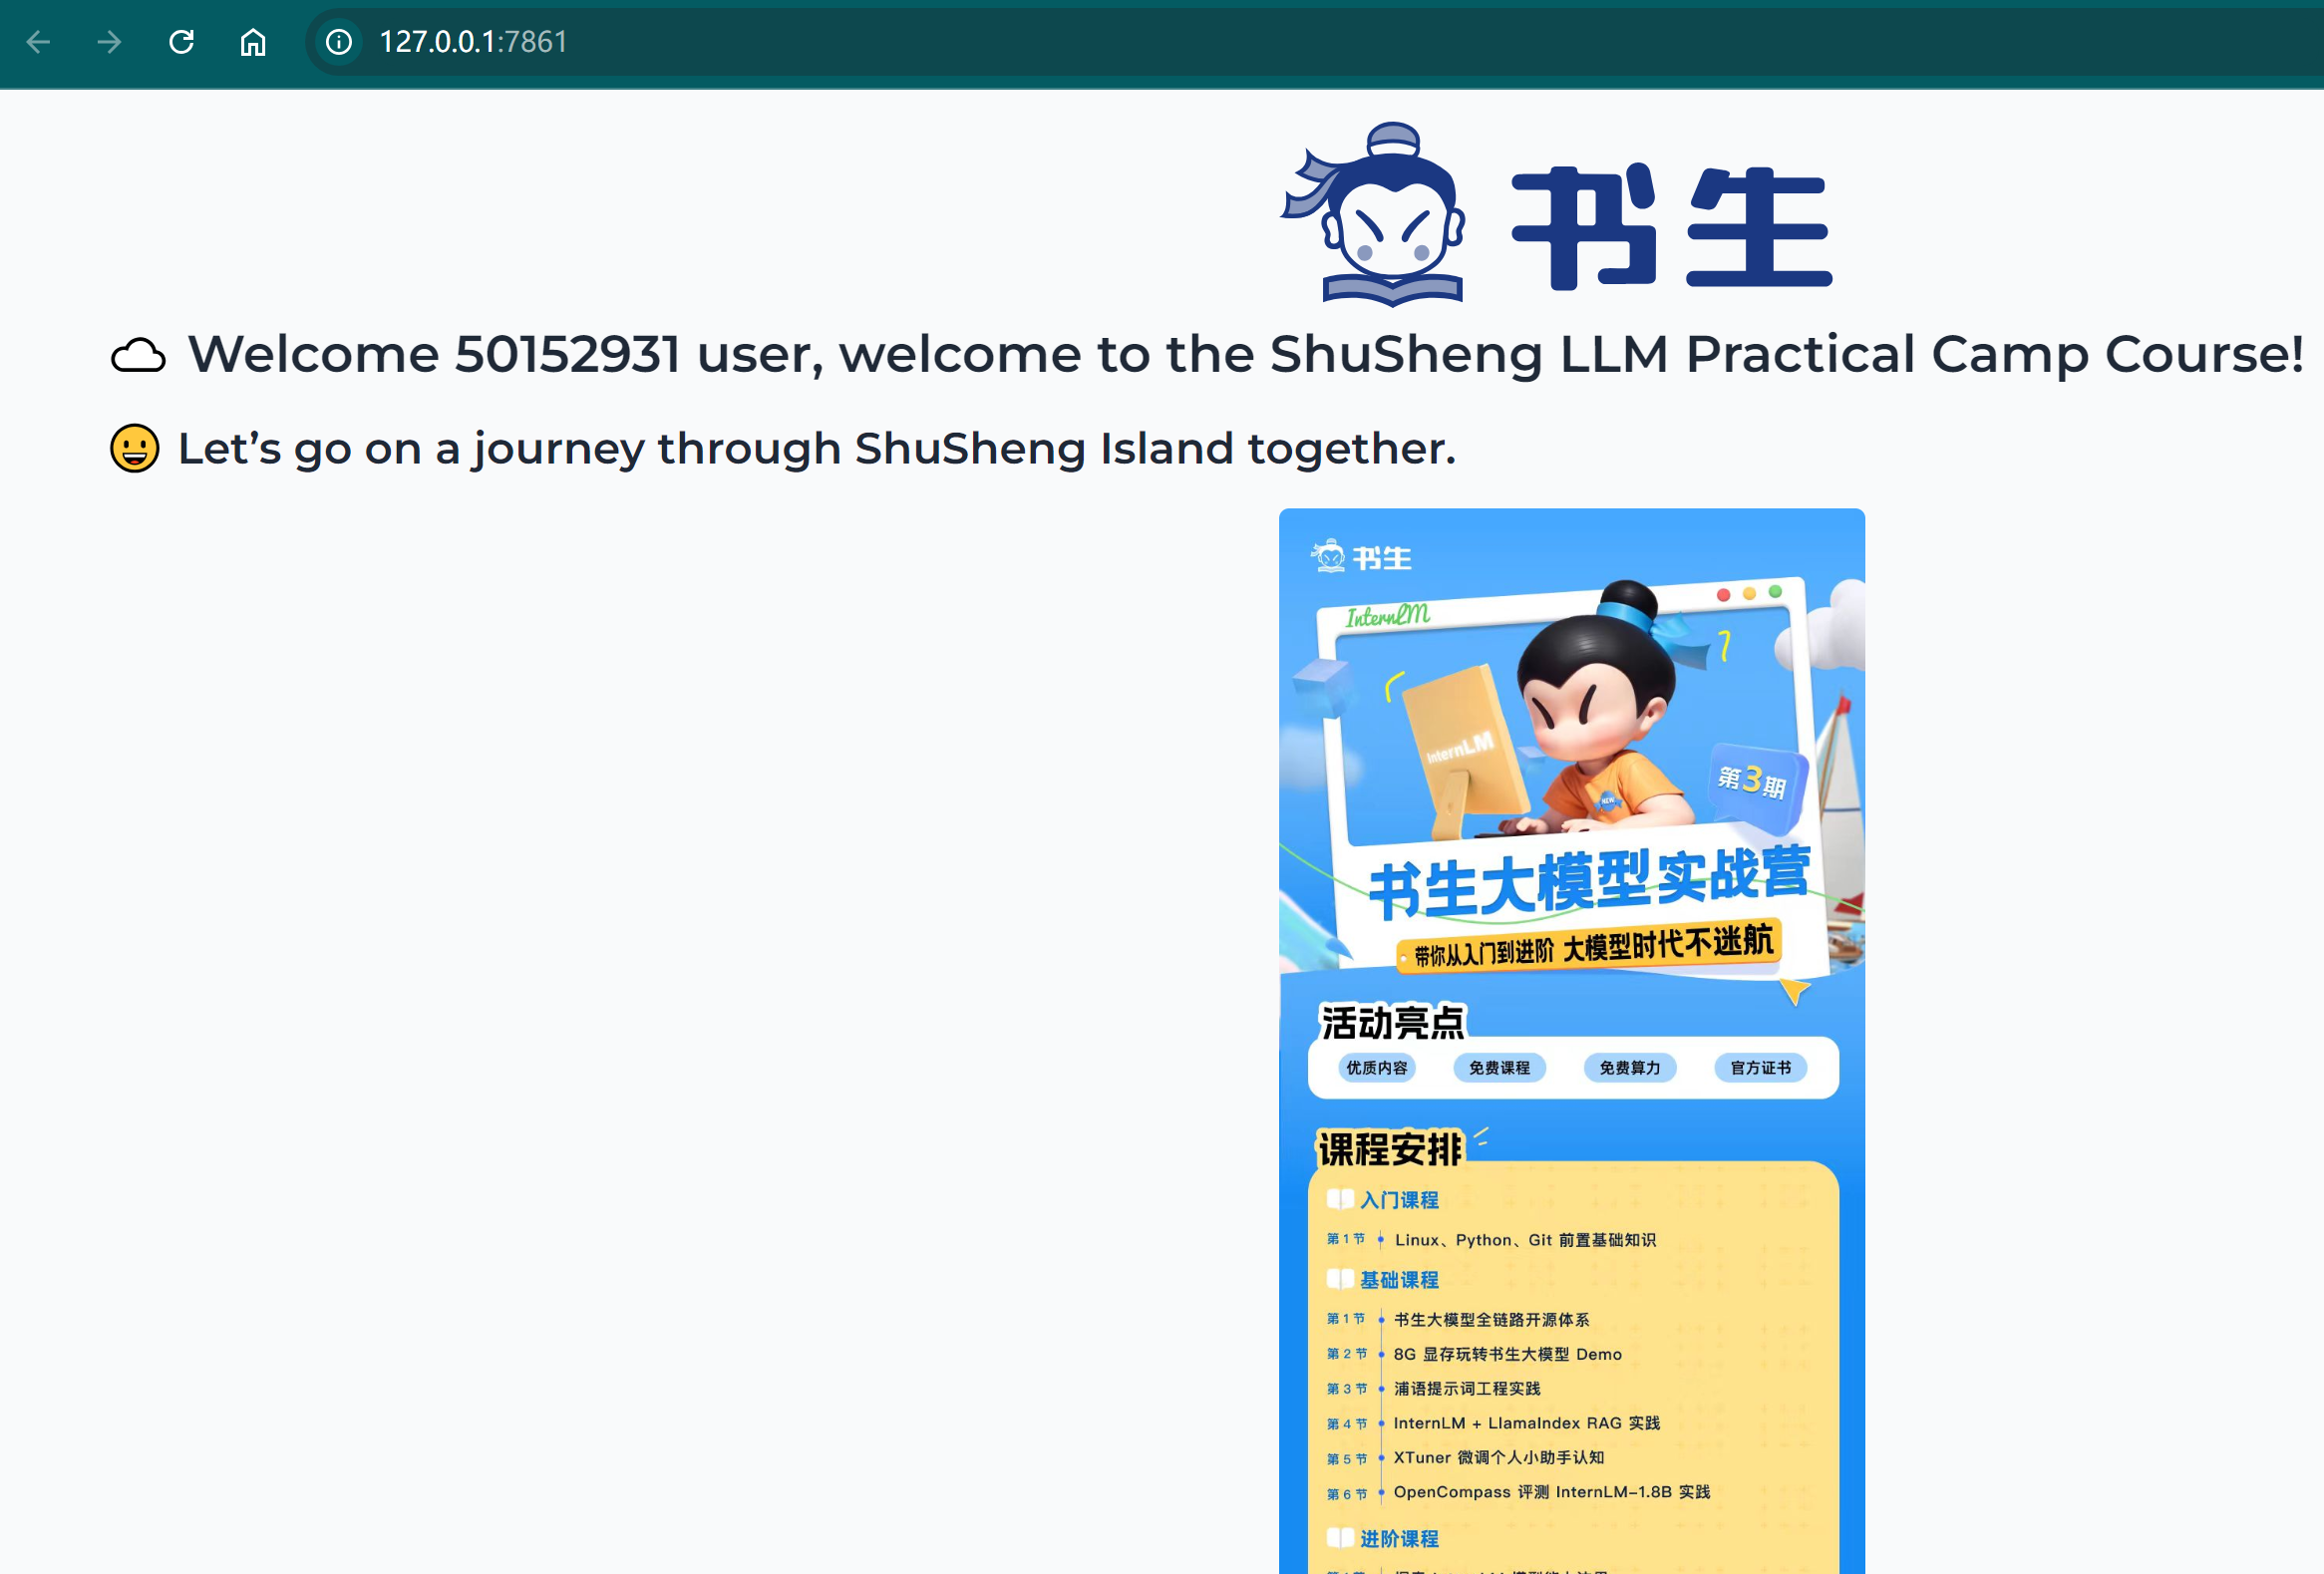 127.0.0.1:7861
书生
Welcome 50152931 user, welcome to the ShuSheng LLM Practical Camp Course!
Let’s go on a journey through ShuSheng Island together.
书生
InternLM
InternLM
NEW
第3期
书生大模型实战营
带你从入门到进阶 大模型时代不迷航
活动亮点
优质内容 免费课程 免费算力 官方证书
课程安排
入门课程
第1节 Linux、Python、Git 前置基础知识
基础课程
第1节 书生大模型全链路开源体系
第2节 8G 显存玩转书生大模型 Demo
第3节 浦语提示词工程实践
第4节 InternLM + LlamaIndex RAG 实践
第5节 XTuner 微调个人小助手认知
第6节 OpenCompass 评测 InternLM-1.8B 实践
进阶课程